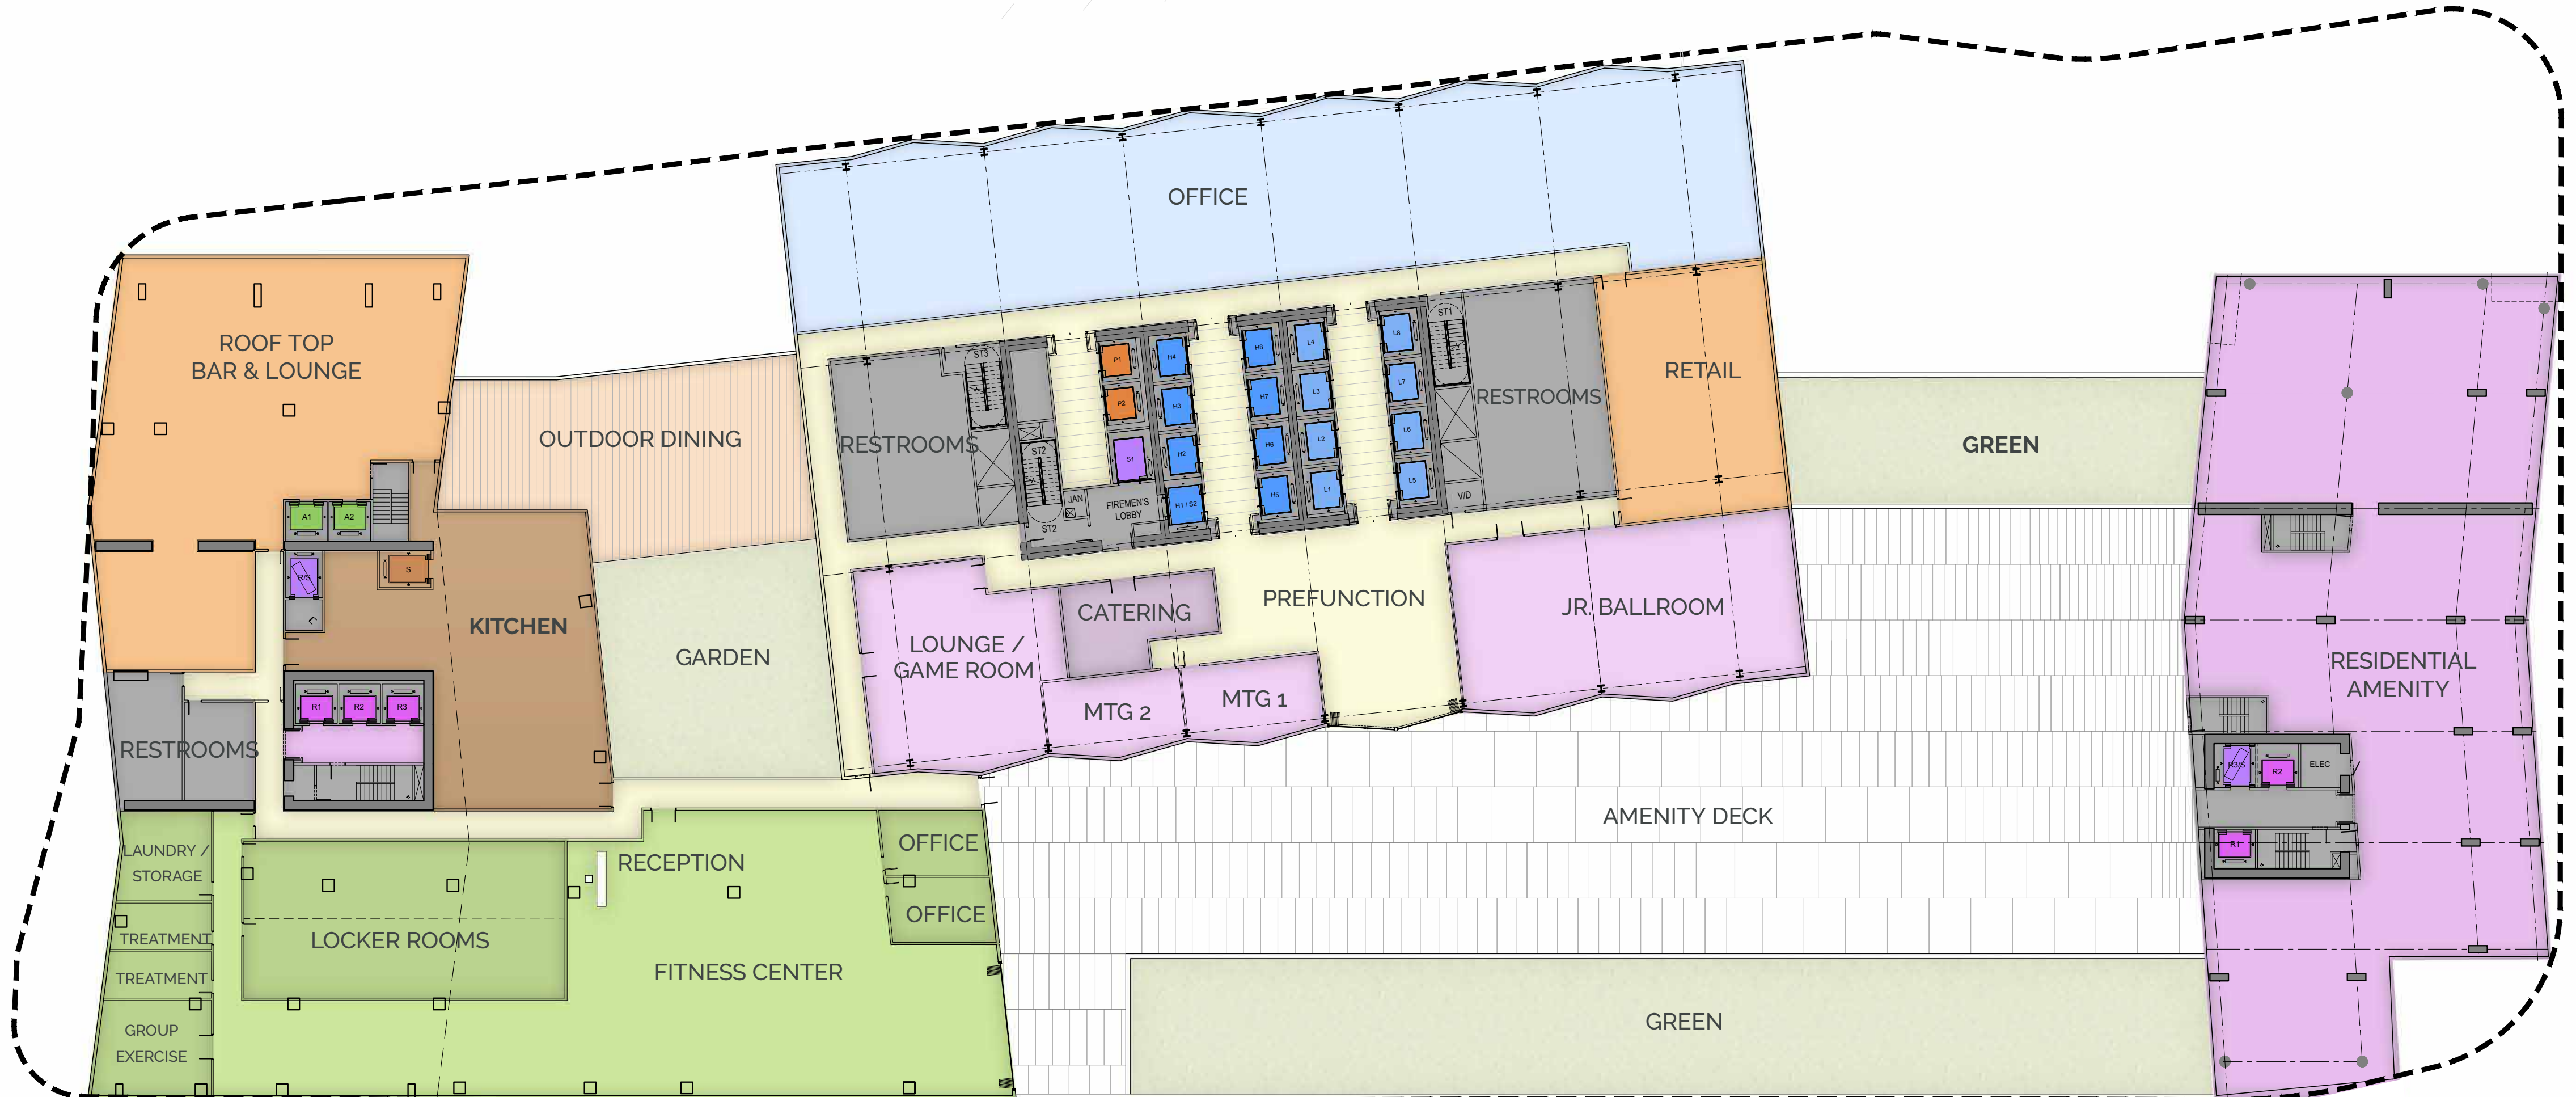 OFFICE
ROOF TOP
BAR & LOUNGE
OUTDOOR DINING
RESTROOMS
ST3
ST2
ST2
JAN
FIREMEN'S
LOBBY
P1
P2
S1
H4
H3
H2
H1 / S2
H8
H7
H6
H5
L4
L3
L2
L1
L8
L7
L6
L5
ST1
V/D
RESTROOMS
RETAIL
GREEN
A1
A2
R/S
S
KITCHEN
GARDEN
LOUNGE /
GAME ROOM
CATERING
PREFUNCTION
JR. BALLROOM
MTG 2
MTG 1
RESIDENTIAL
AMENITY
R1
R2
R3
RESTROOMS
R3/S
R2
ELEC
R1
AMENITY DECK
LAUNDRY /
STORAGE
RECEPTION
OFFICE
OFFICE
TREATMENT
LOCKER ROOMS
TREATMENT
FITNESS CENTER
GROUP
EXERCISE
GREEN